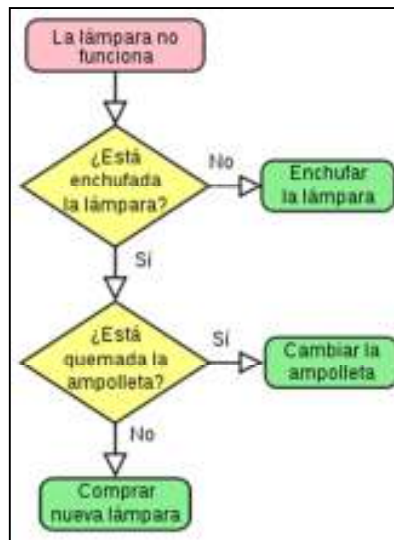 La lámpara no
funciona
¿Está
enchufada
la lámpara?
No
Enchufar
la lámpara
Sí
¿Está
quemada la
ampolleta?
Sí
Cambiar la
ampolleta
No
Comprar
nueva lámpara